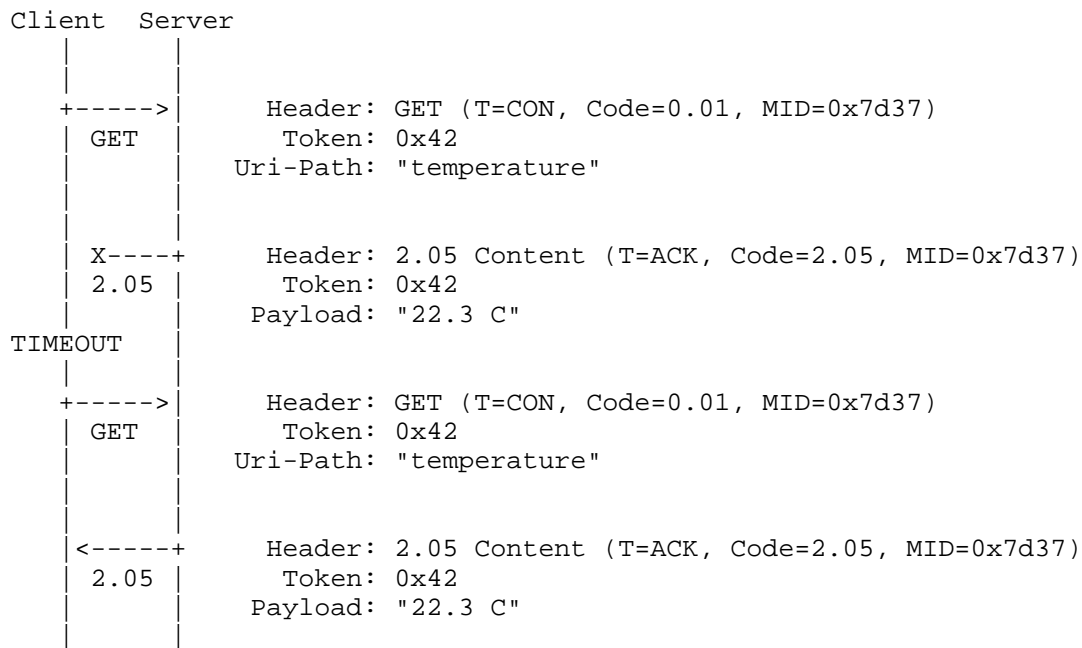 Client  Server
   |      |
   |      |
   +----->|     Header: GET (T=CON, Code=0.01, MID=0x7d37)
   | GET  |      Token: 0x42
   |      |   Uri-Path: "temperature"
   |      |
   |      |
   | X----+     Header: 2.05 Content (T=ACK, Code=2.05, MID=0x7d37)
   | 2.05 |      Token: 0x42
   |      |    Payload: "22.3 C"
TIMEOUT   |
   |      |
   +----->|     Header: GET (T=CON, Code=0.01, MID=0x7d37)
   | GET  |      Token: 0x42
   |      |   Uri-Path: "temperature"
   |      |
   |      |
   |<-----+     Header: 2.05 Content (T=ACK, Code=2.05, MID=0x7d37)
   | 2.05 |      Token: 0x42
   |      |    Payload: "22.3 C"
   |      |